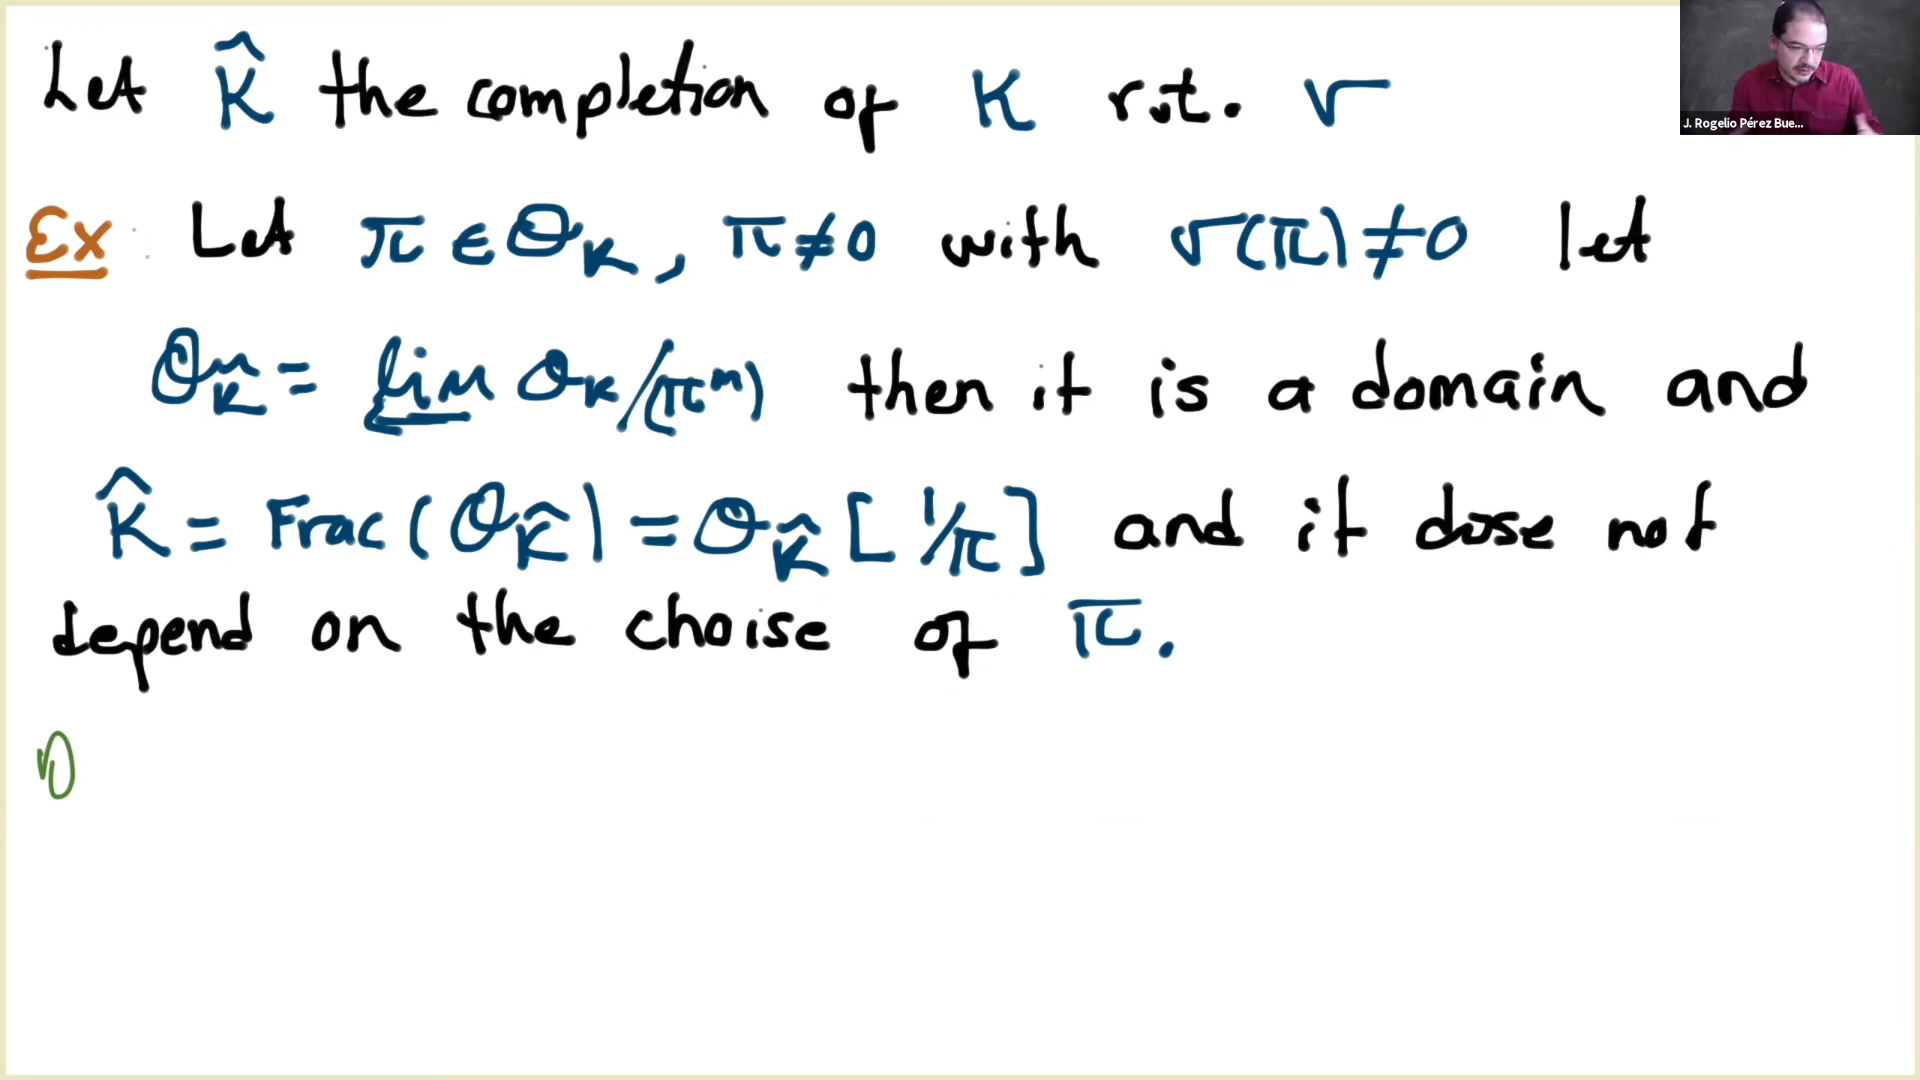 Let K̂ the completion of K r.s.t. v
J. Rogelio Pérez Bue...
Ex: Let π ∈ O_K, π ≠ 0 with v(π) ≠ 0 let
O_K̂ = lim O_K/(π^n) then it is a domain and
K̂ = Frac(O_K̂) = O_K̂[1/π] and it dose not
depend on the choise of π.